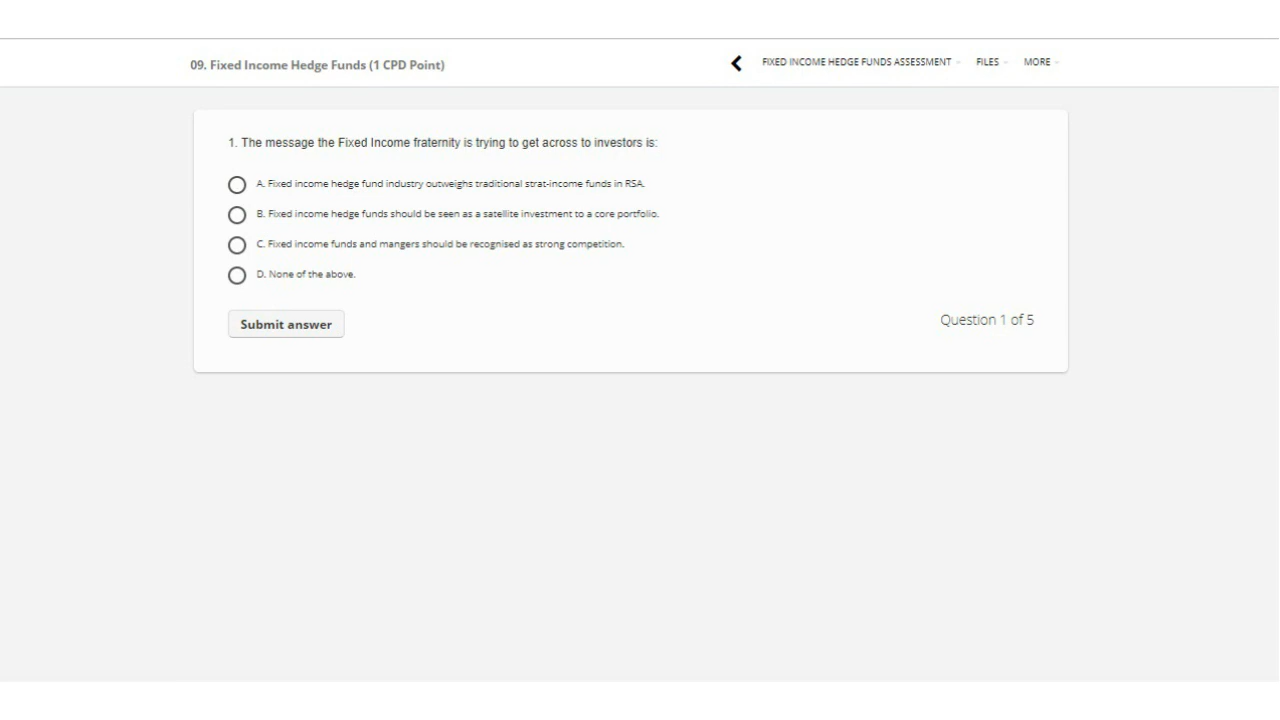 09. Fixed Income Hedge Funds (1 CPD Point)
FIXED INCOME HEDGE FUNDS ASSESSMENT FILES MORE
1. The message the Fixed Income fraternity is trying to get across to investors is:
A. Fixed income hedge fund industry outweighs traditional strat-income funds in RSA.
B. Fixed income hedge funds should be seen as a satellite investment to a core portfolio.
C. Fixed income funds and mangers should be recognised as strong competition.
D. None of the above.
Submit answer
Question 1 of 5